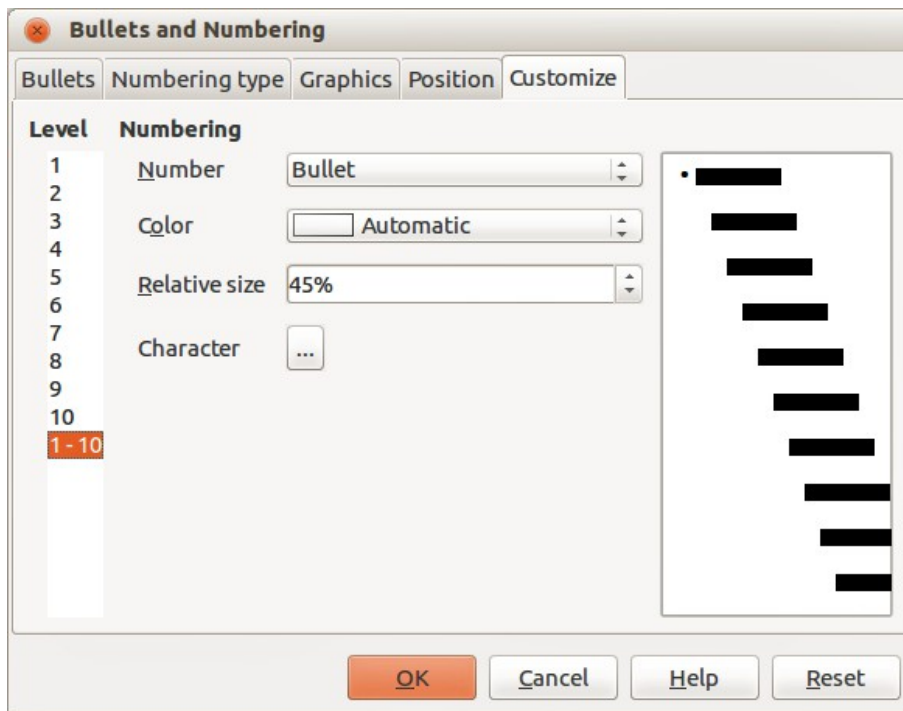 Bullets and Numbering
Bullets Numbering type Graphics Position Customize
Level Numbering
1
2
3
4
5
6
7
8
9
10
1 - 10
Number Bullet
Color Automatic
Relative size 45%
Character ...
OK Cancel Help Reset